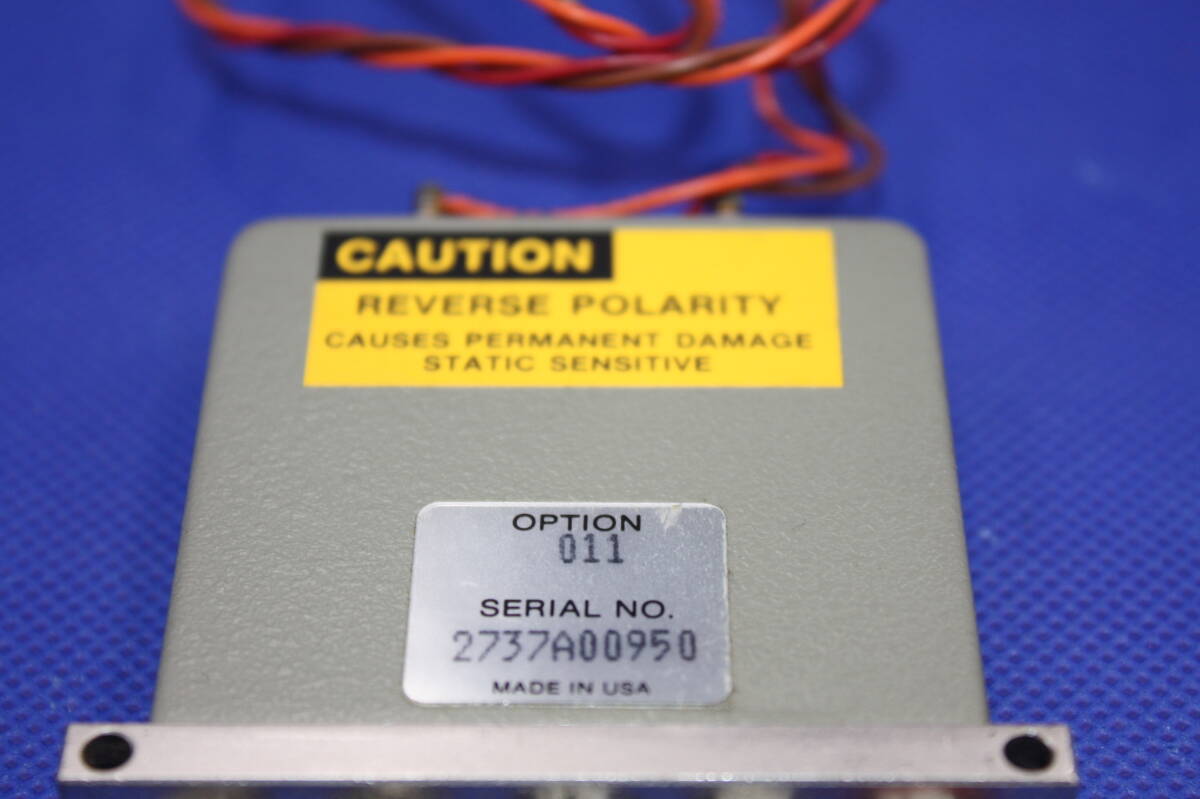 CAUTION
REVERSE POLARITY
CAUSES PERMANENT DAMAGE
STATIC SENSITIVE
OPTION
011
SERIAL NO.
2737A00950
MADE IN USA